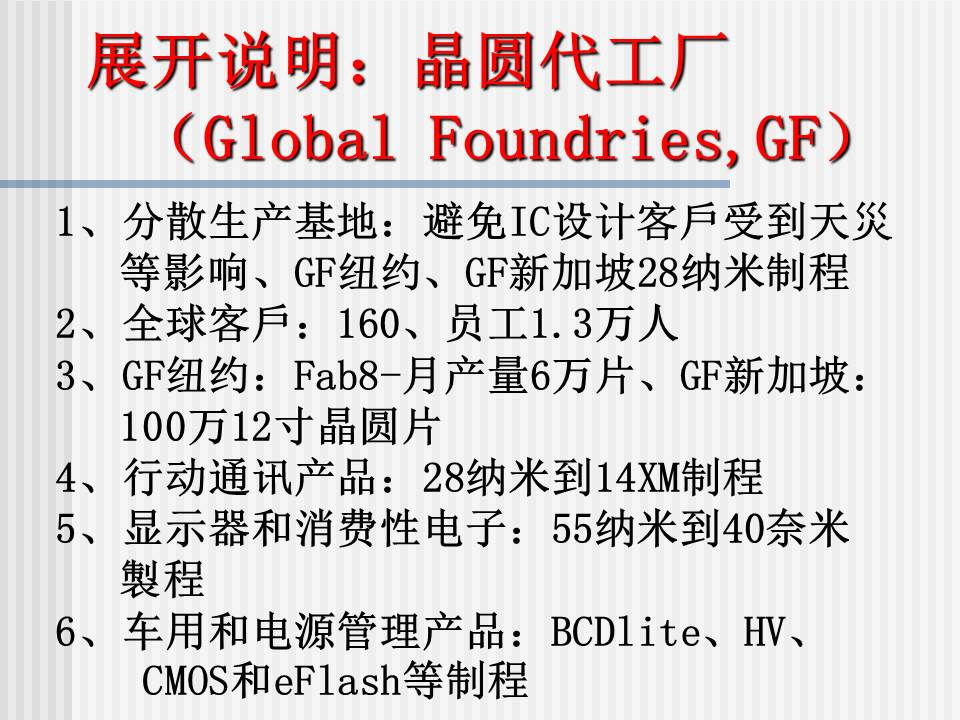 展开说明：晶圆代工厂
（Global Foundries,GF）
1、分散生产基地：避免IC设计客戶受到天災
等影响、GF纽约、GF新加坡28纳米制程
2、全球客戶：160、员工1.3万人
3、GF纽约：Fab8-月产量6万片、GF新加坡：
100万12寸晶圆片
4、行动通讯产品：28纳米到14XM制程
5、显示器和消费性电子：55纳米到40奈米
製程
6、车用和电源管理产品：BCDlite、HV、
CMOS和eFlash等制程